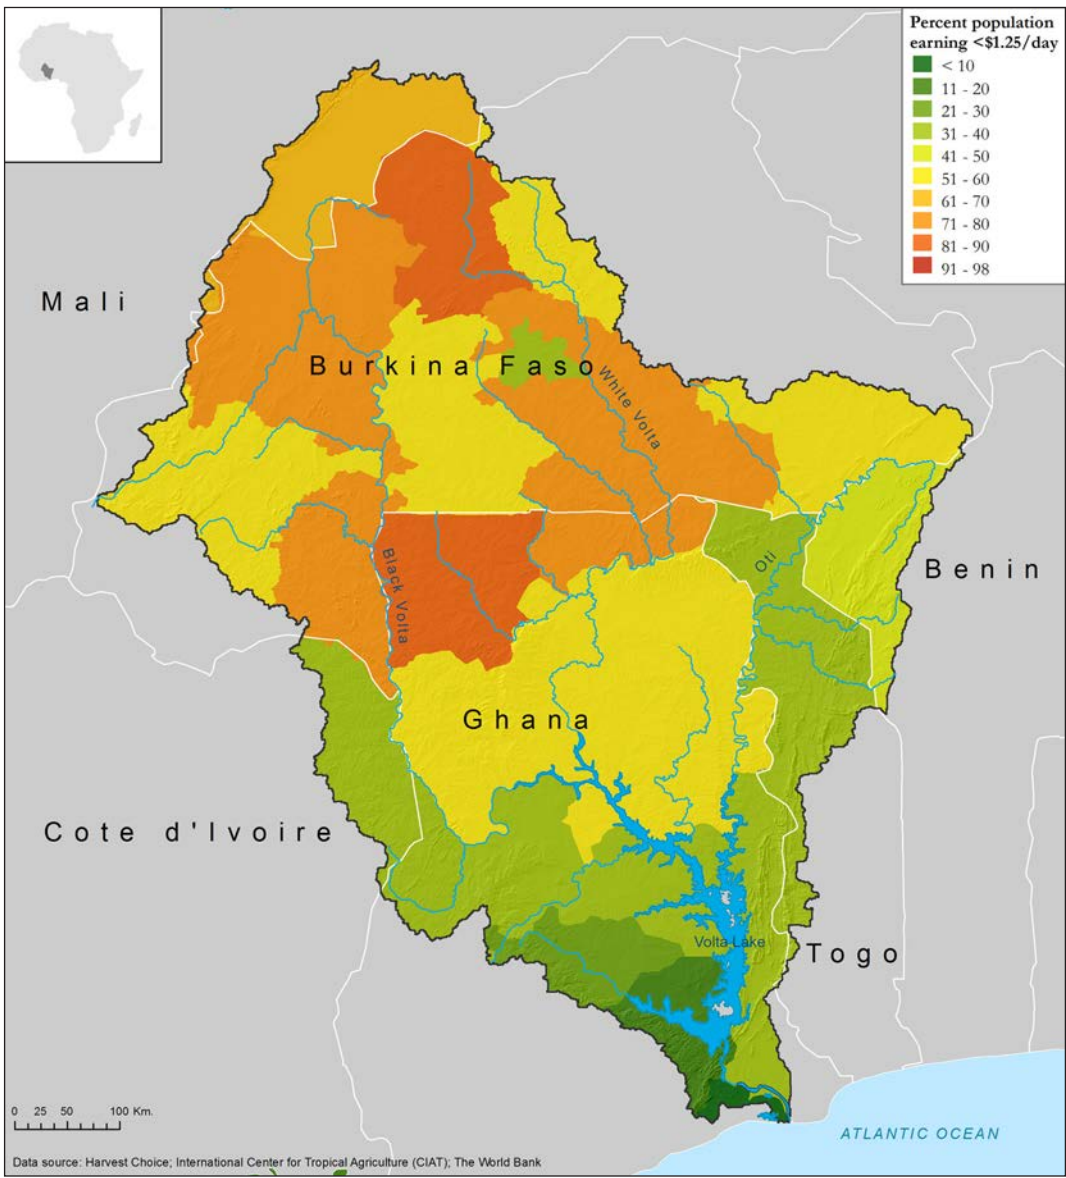 Percent population
earning <$1.25/day
< 10
11 - 20
21 - 30
31 - 40
41 - 50
51 - 60
61 - 70
71 - 80
81 - 90
91 - 98
Mali
Burkina Faso
White Volta
Black Volta
Oti
Benin
Ghana
Cote d'Ivoire
Volta Lake
Togo
0 25 50 100 Km.
ATLANTIC OCEAN
Data source: Harvest Choice; International Center for Tropical Agriculture (CIAT); The World Bank